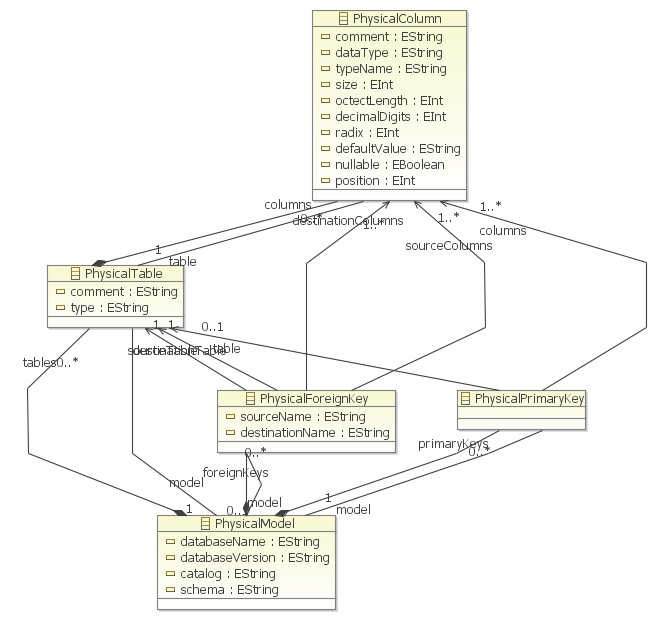 PhysicalColumn
comment : EString
dataType : EString
typeName : EString
size : EInt
octectLength : EInt
decimalDigits : EInt
radix : EInt
defaultValue : EString
nullable : EBoolean
position : EInt
columns
0..*
destinationColumns
1..*
1..*
1..*
columns
sourceColumns
1
table
PhysicalTable
comment : EString
type : EString
1
1
0..1
tables
0..*
sourceTable
destinationTable
table
PhysicalForeignKey
sourceName : EString
destinationName : EString
PhysicalPrimaryKey
0..*
foreignKeys
primaryKeys
0..*
model
1
model
1
model
PhysicalModel
databaseName : EString
databaseVersion : EString
catalog : EString
schema : EString